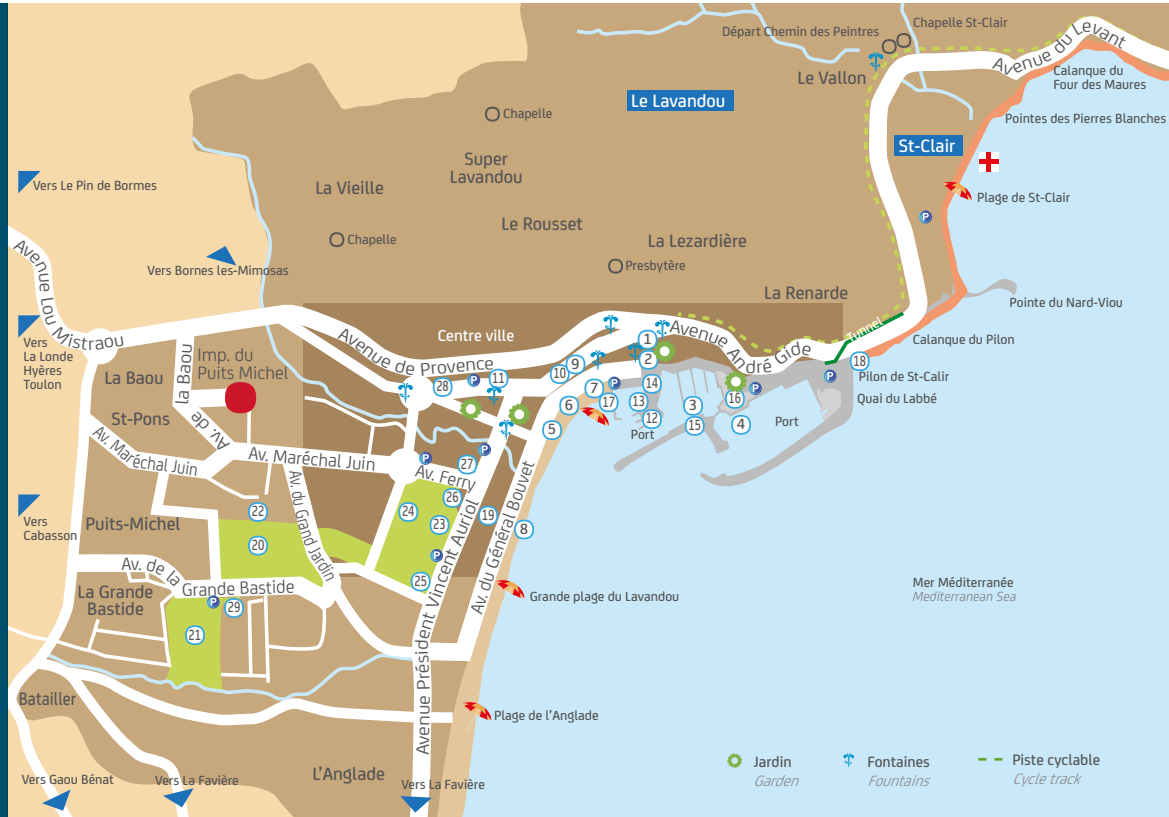 Départ Chemin des Peintres
Chapelle St-Clair
Avenue du Levant
Le Vallon
Calanque du
Four des Maures
Le Lavandou
Chapelle
Pointes des Pierres Blanches
St-Clair
Super
Lavandou
Vers Le Pin de Bormes
La Vieille
P
Plage de St-Clair
Le Rousset
Chapelle
La Lezardière
Avenue Lou Mistraou
Vers Bornes les-Mimosas
Presbytère
La Renarde
Pointe du Nard-Viou
Vers
La Londe
Hyères
Toulon
Centre ville
Avenue de Provence
Avenue André Gide
Tunnel
Calanque du Pilon
1
2
9
10
18
La Baou
la Baou
Av. de
Imp. du
Puits Michel
28
P
11
7
P
14
P
P
Pilon de St-Calir
St-Pons
6
17
13
3
16
Quai du Labbé
5
12
15
4
Port
Port
Av. Maréchal Juin
Av. Maréchal Juin
P
P
27
Av. Ferry
26
Av. du Grand Jardin
Vers
Cabasson
Puits-Michel
22
24
23
19
8
20
P
Av. du Général Bouvet
Av. de la
Grande Bastide
25
La Grande
Bastide
P
29
21
Grande plage du Lavandou
Mer Méditerranée
Mediterranean Sea
Avenue Président Vincent Auriol
Batailler
Plage de l'Anglade
L'Anglade
Vers Gaou Bénat
Vers La Favière
Vers La Favière
Jardin
Garden
Fontaines
Fountains
Piste cyclable
Cycle track